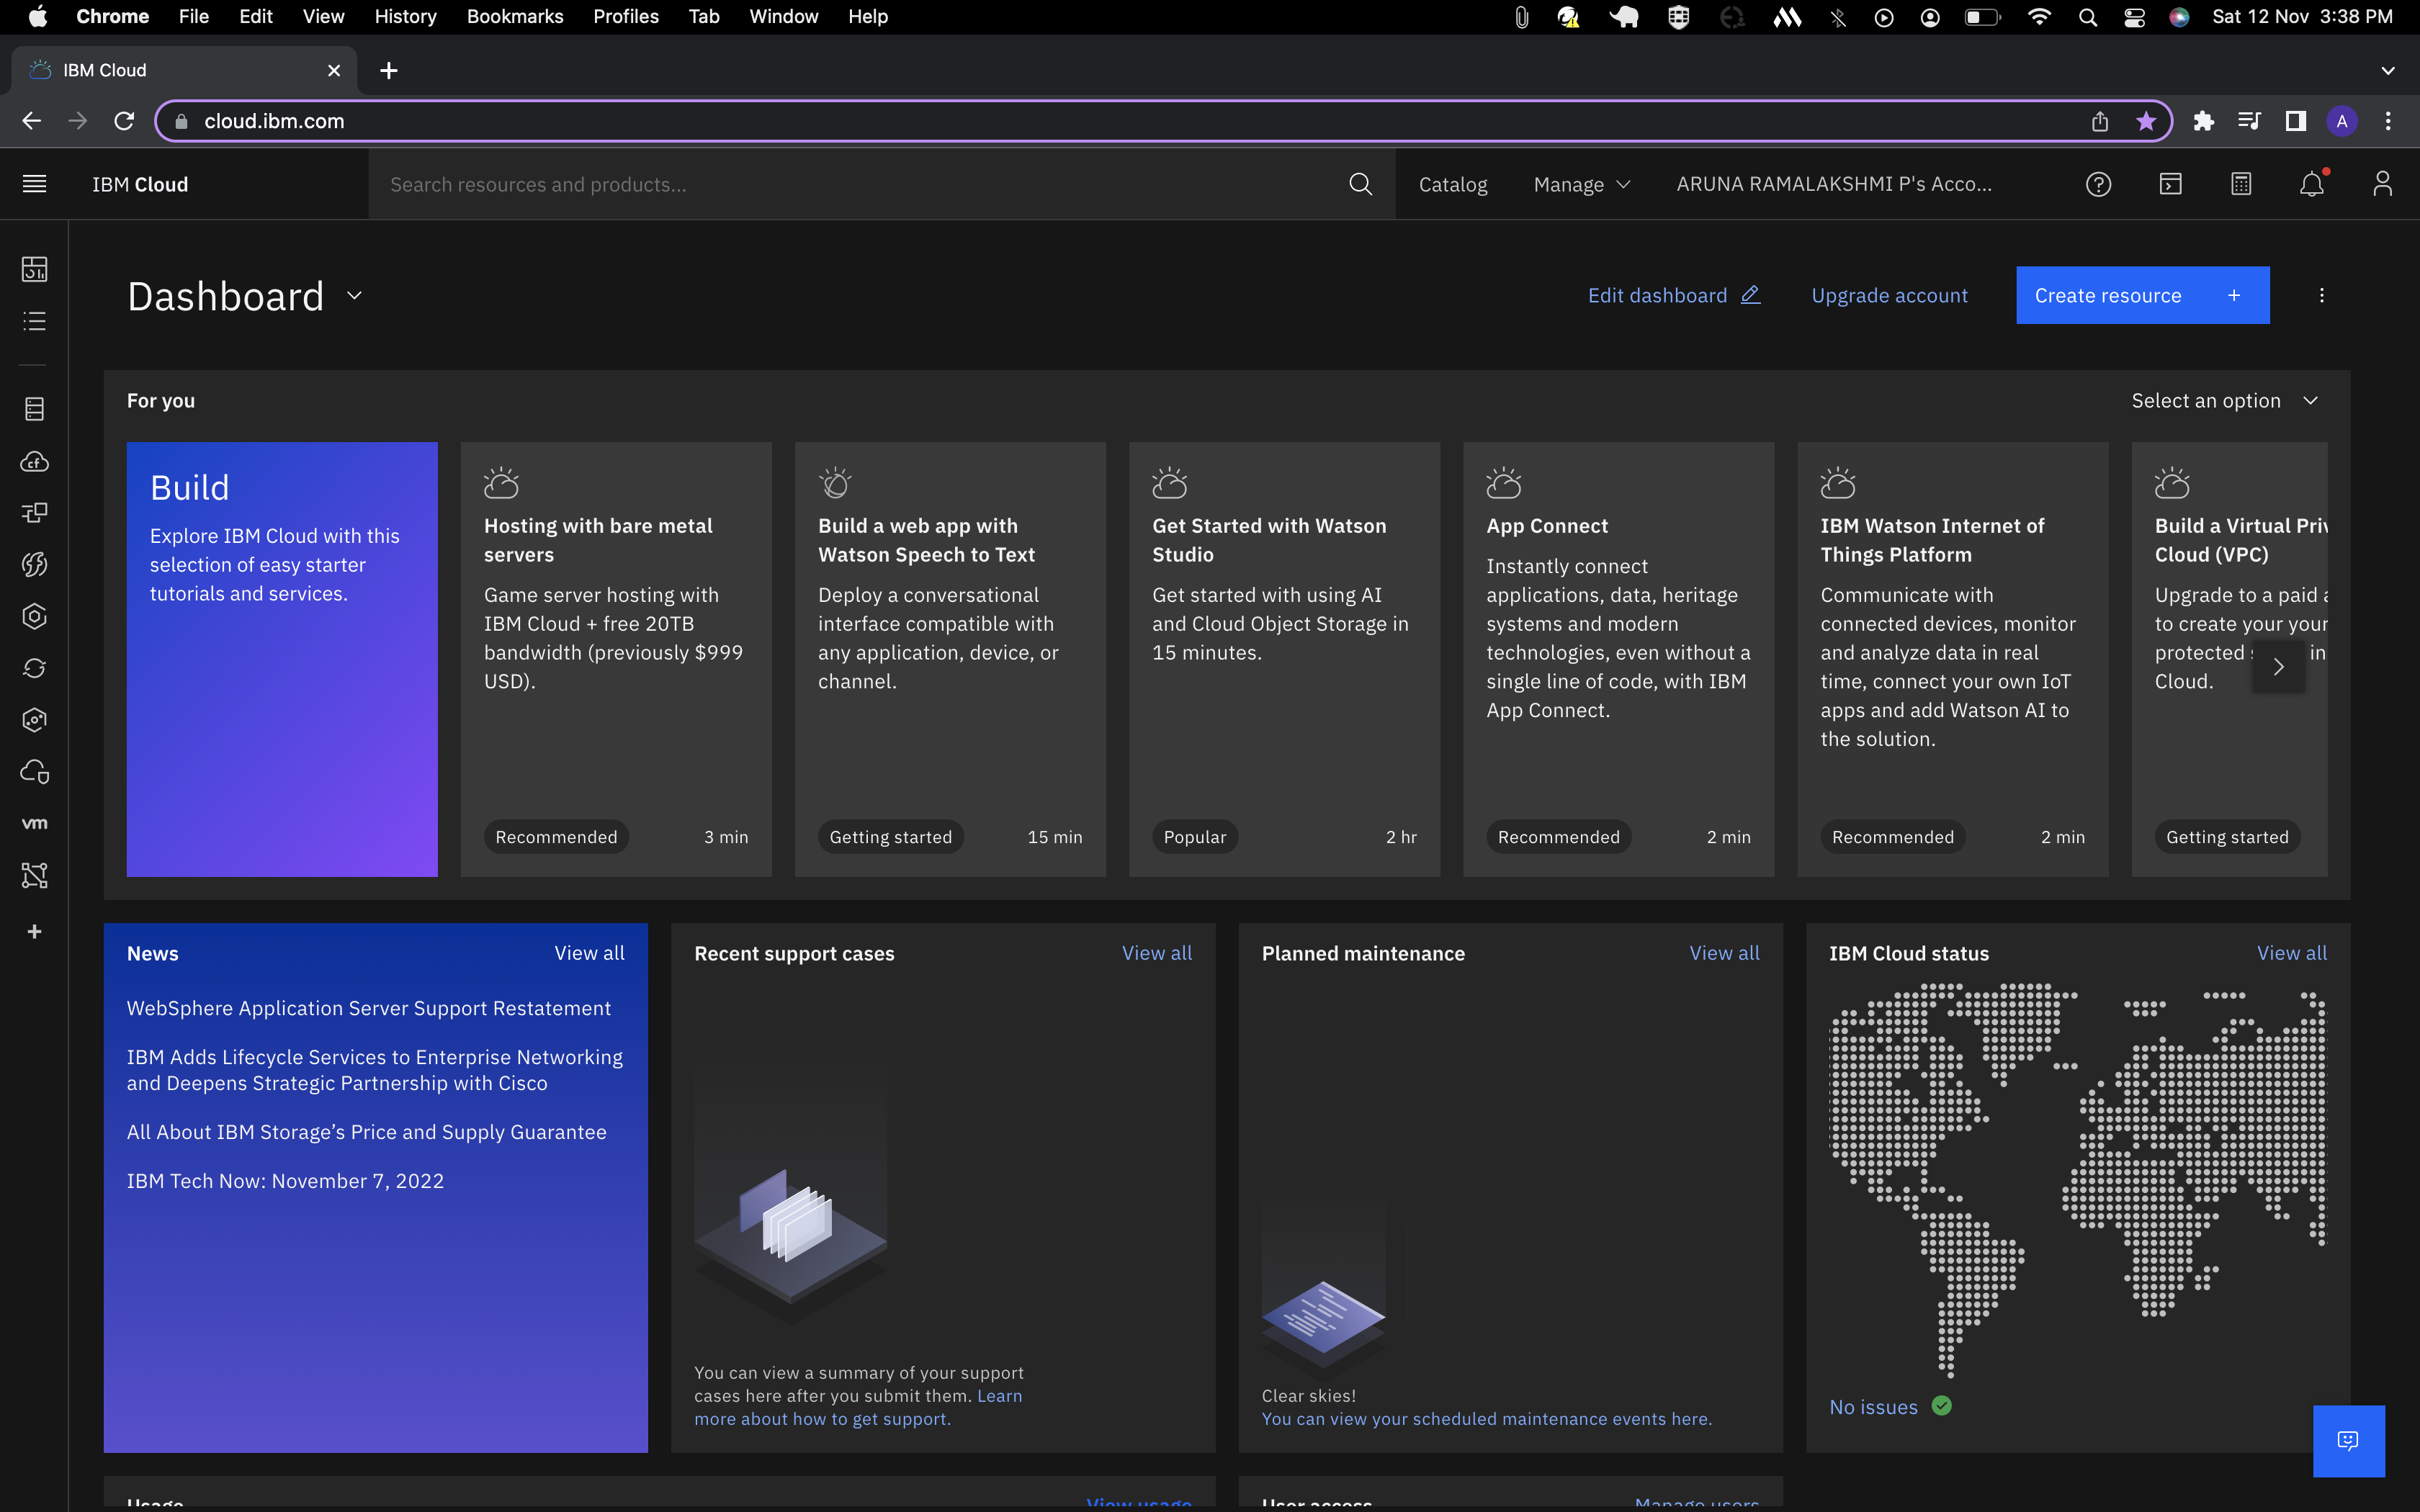 Chrome File Edit View History Bookmarks Profiles Tab Window Help Sat 12 Nov 3:38 PM
IBM Cloud
cloud.ibm.com A
IBM Cloud Search resources and products... Catalog Manage ARUNA RAMALAKSHMI P's Acco...
Dashboard Edit dashboard Upgrade account Create resource
For you Select an option
Build
Explore IBM Cloud with this
selection of easy starter
tutorials and services.
Hosting with bare metal
servers
Game server hosting with
IBM Cloud + free 20TB
bandwidth (previously $999
USD).
Recommended 3 min
Build a web app with
Watson Speech to Text
Deploy a conversational
interface compatible with
any application, device, or
channel.
Getting started 15 min
Get Started with Watson
Studio
Get started with using AI
and Cloud Object Storage in
15 minutes.
Popular 2 hr
App Connect
Instantly connect
applications, data, heritage
systems and modern
technologies, even without a
single line of code, with IBM
App Connect.
Recommended 2 min
IBM Watson Internet of
Things Platform
Communicate with
connected devices, monitor
and analyze data in real
time, connect your own IoT
apps and add Watson AI to
the solution.
Recommended 2 min
Build a Virtual Priv
Cloud (VPC)
Upgrade to a paid a
to create your your
protected in
Cloud.
Getting started
cf
vm
News View all
WebSphere Application Server Support Restatement
IBM Adds Lifecycle Services to Enterprise Networking
and Deepens Strategic Partnership with Cisco
All About IBM Storage’s Price and Supply Guarantee
IBM Tech Now: November 7, 2022
Recent support cases View all
You can view a summary of your support
cases here after you submit them. Learn
more about how to get support.
Planned maintenance View all
Clear skies!
You can view your scheduled maintenance events here.
IBM Cloud status View all
No issues
Usage View usage
User access Manage users